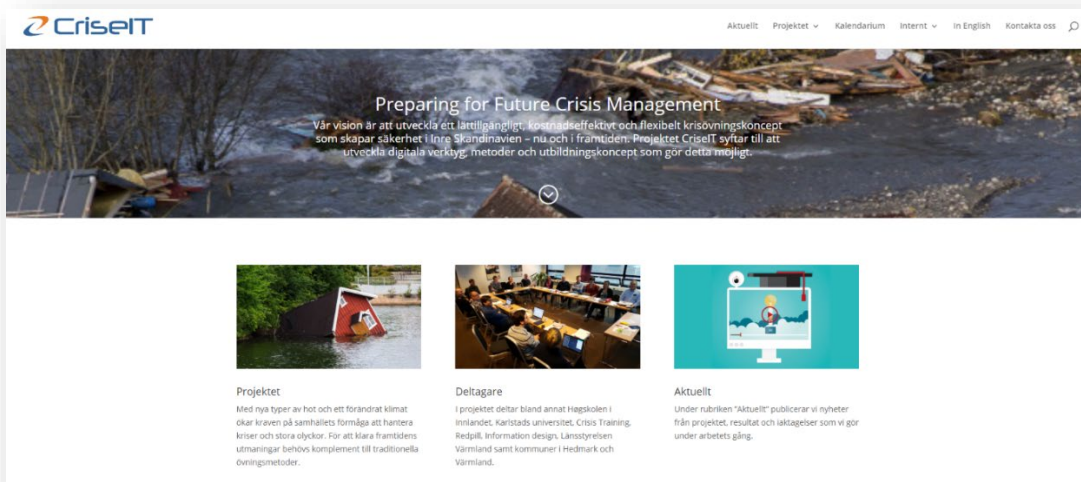 CriseIT
Aktuellt Projektet Kalendarium Internt In English Kontakta oss
Preparing for Future Crisis Management
Vår vision är att utveckla ett lättillgängligt, kostnadseffektivt och flexibelt krisövningskoncept
som skapar säkerhet i Inre Skandinavien – nu och i framtiden. Projektet CriseIT syftar till att
utveckla digitala verktyg, metoder och utbildningskoncept som gör detta möjligt.
Projektet
Med nya typer av hot och ett förändrat klimat
ökar kraven på samhällets förmåga att hantera
kriser och stora olyckor. För att klara framtidens
utmaningar behövs komplement till traditionella
övningsmetoder.
Deltagare
I projektet deltar bland annat Høgskolen i
Innlandet, Karlstads universitet, Crisis Training,
Redpill, Information design, Länsstyrelsen
Värmland samt kommuner i Hedmark och
Värmland.
Aktuellt
Under rubriken "Aktuellt" publicerar vi nyheter
från projektet, resultat och iaktagelser som vi gör
under arbetets gång.